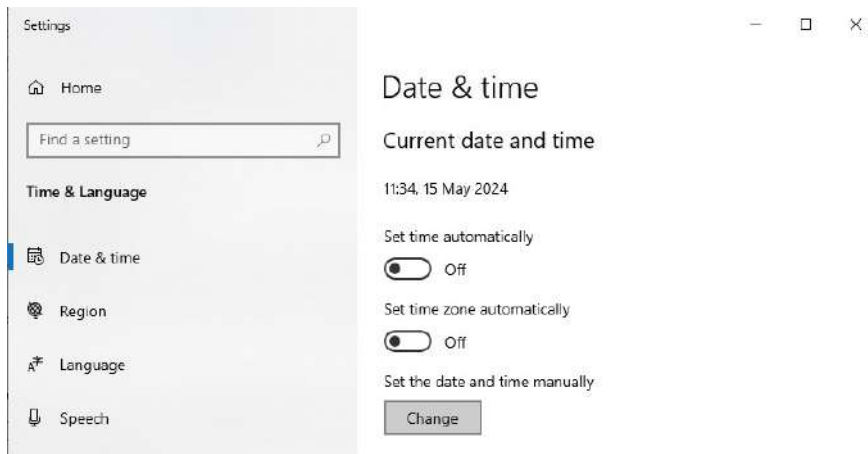 Settings
Home
Find a setting
Time & Language
Date & time
Region
Language
Speech
Date & time
Current date and time
11:34, 15 May 2024
Set time automatically
Off
Set time zone automatically
Off
Set the date and time manually
Change